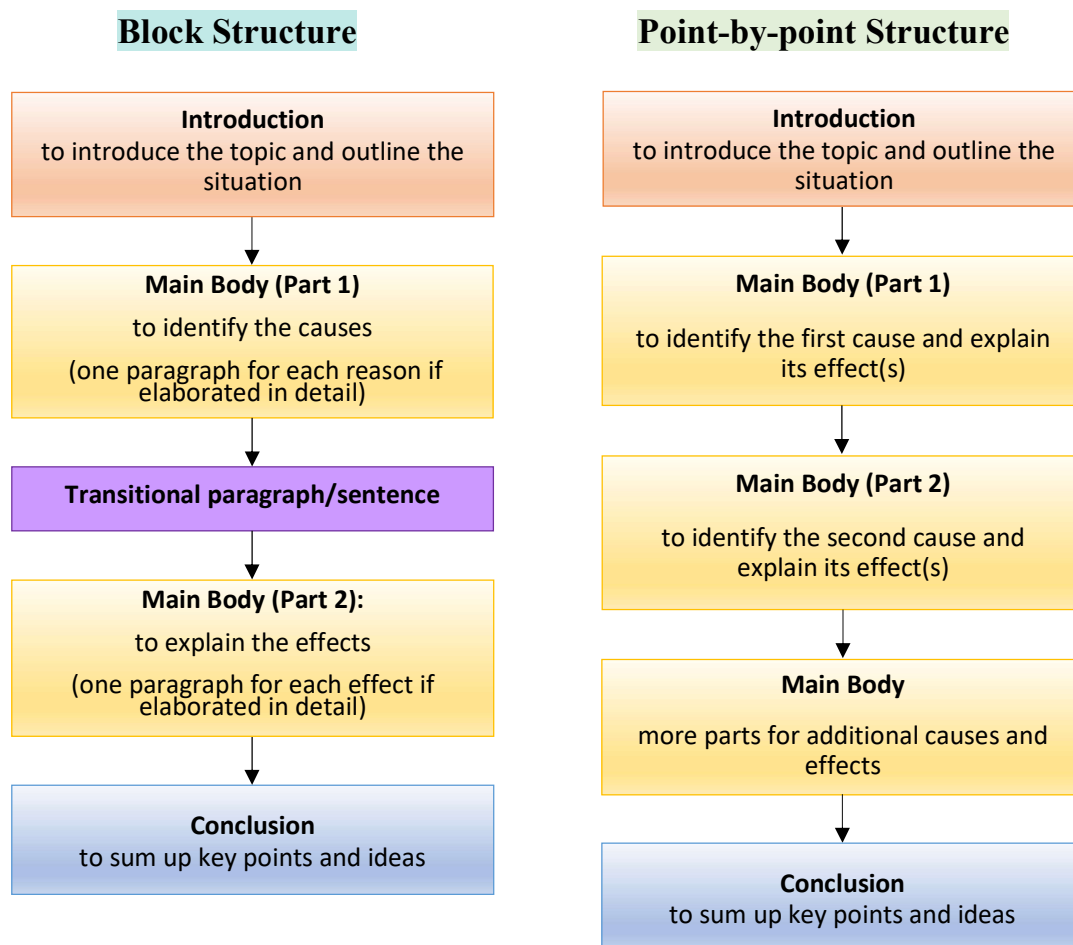 Block Structure
Introduction
to introduce the topic and outline the
situation
Main Body (Part 1)
to identify the causes
(one paragraph for each reason if
elaborated in detail)
Transitional paragraph/sentence
Main Body (Part 2):
to explain the effects
(one paragraph for each effect if
elaborated in detail)
Conclusion
to sum up key points and ideas
Point-by-point Structure
Introduction
to introduce the topic and outline the
situation
Main Body (Part 1)
to identify the first cause and explain
its effect(s)
Main Body (Part 2)
to identify the second cause and
explain its effect(s)
Main Body
more parts for additional causes and
effects
Conclusion
to sum up key points and ideas